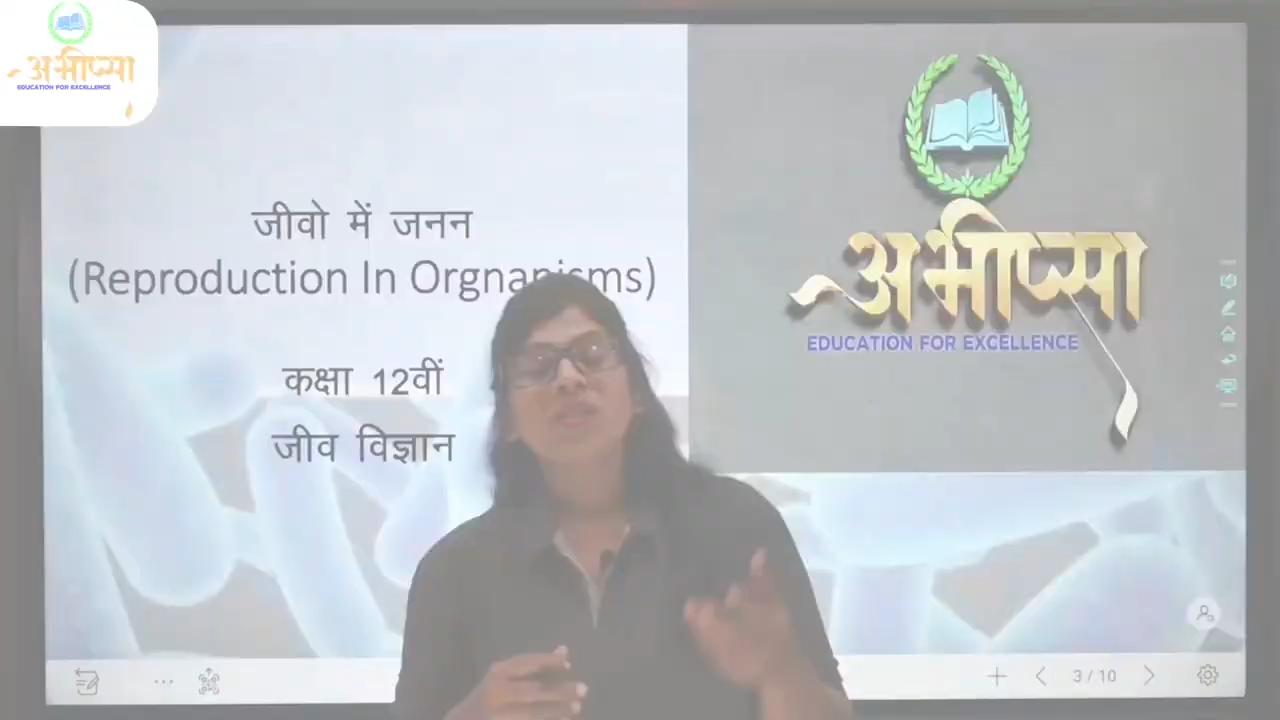 अभीप्सा
EDUCATION FOR EXCELLENCE
जीवो में जनन
(Reproduction In Orgnanisms)
कक्षा 12वीं
जीव विज्ञान
अभीप्सा
EDUCATION FOR EXCELLENCE
3/10